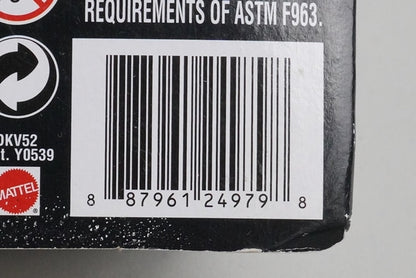 REQUIREMENTS OF ASTM F963.
DKV52
t. Y0539
MATTEL
8 87961 24979 8